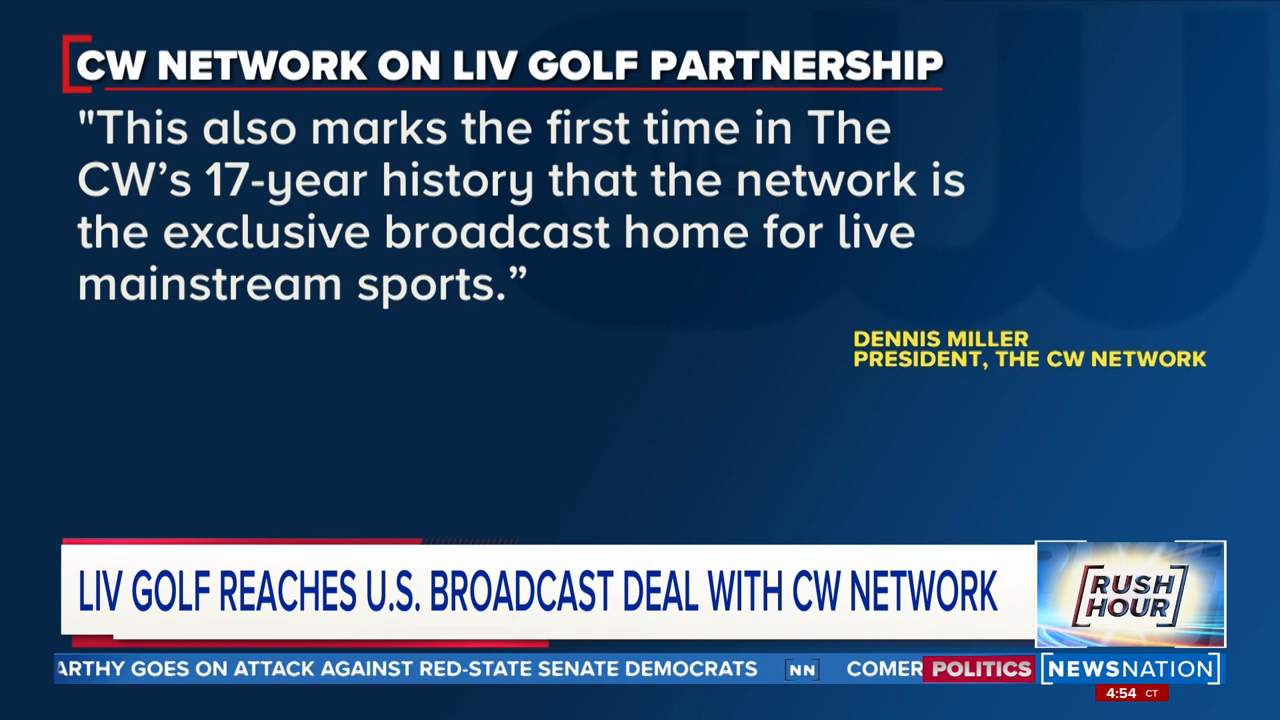 CW NETWORK ON LIV GOLF PARTNERSHIP
"This also marks the first time in The
CW’s 17-year history that the network is
the exclusive broadcast home for live
mainstream sports.”
DENNIS MILLER
PRESIDENT, THE CW NETWORK
LIV GOLF REACHES U.S. BROADCAST DEAL WITH CW NETWORK
RUSH
HOUR
ARTHY GOES ON ATTACK AGAINST RED-STATE SENATE DEMOCRATS NN COMER POLITICS NEWSNATION
4:54 CT